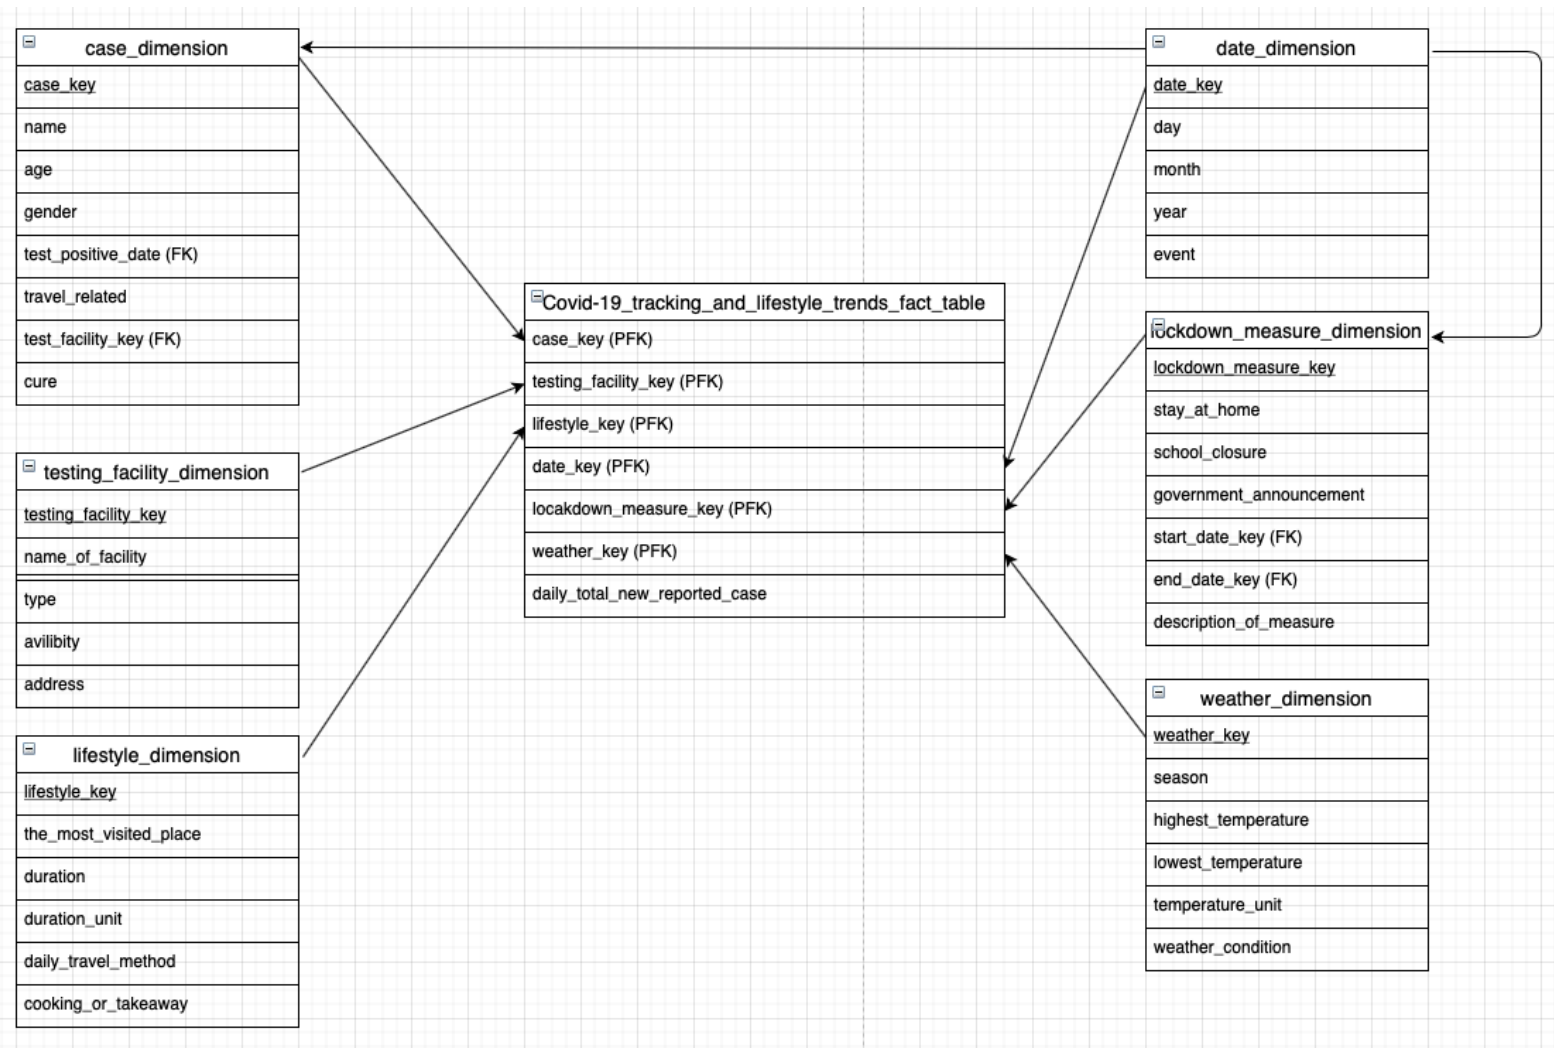 case_dimension
case_key
name
age
gender
test_positive_date (FK)
travel_related
test_facility_key (FK)
cure
testing_facility_dimension
testing_facility_key
name_of_facility
type
avilibity
address
lifestyle_dimension
lifestyle_key
the_most_visited_place
duration
duration_unit
daily_travel_method
cooking_or_takeaway
Covid-19_tracking_and_lifestyle_trends_fact_table
case_key (PFK)
testing_facility_key (PFK)
lifestyle_key (PFK)
date_key (PFK)
locakdown_measure_key (PFK)
weather_key (PFK)
daily_total_new_reported_case
date_dimension
date_key
day
month
year
event
lockdown_measure_dimension
lockdown_measure_key
stay_at_home
school_closure
government_announcement
start_date_key (FK)
end_date_key (FK)
description_of_measure
weather_dimension
weather_key
season
highest_temperature
lowest_temperature
temperature_unit
weather_condition